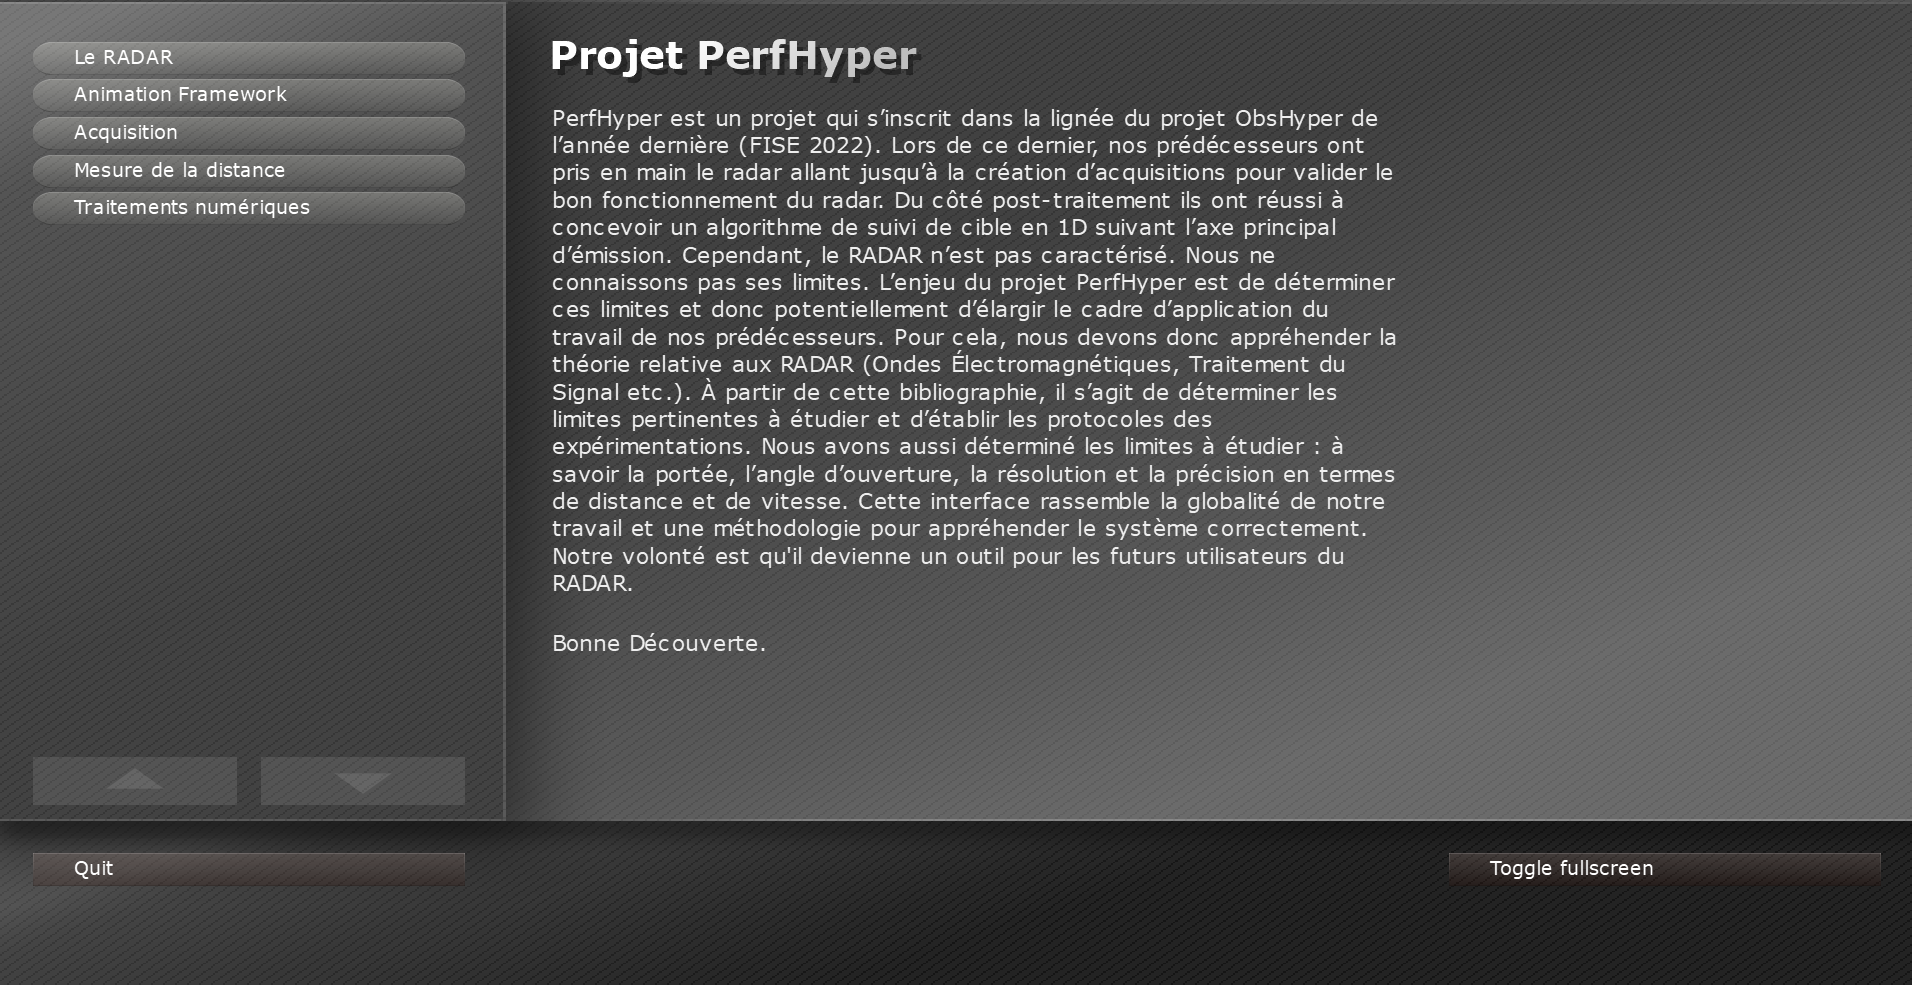 Le RADAR
Animation Framework
Acquisition
Mesure de la distance
Traitements numériques
Projet PerfHyper
PerfHyper est un projet qui s’inscrit dans la lignée du projet ObsHyper de
l’année dernière (FISE 2022). Lors de ce dernier, nos prédécesseurs ont
pris en main le radar allant jusqu’à la création d’acquisitions pour valider le
bon fonctionnement du radar. Du côté post-traitement ils ont réussi à
concevoir un algorithme de suivi de cible en 1D suivant l’axe principal
d’émission. Cependant, le RADAR n’est pas caractérisé. Nous ne
connaissons pas ses limites. L’enjeu du projet PerfHyper est de déterminer
ces limites et donc potentiellement d’élargir le cadre d’application du
travail de nos prédécesseurs. Pour cela, nous devons donc appréhender la
théorie relative aux RADAR (Ondes Électromagnétiques, Traitement du
Signal etc.). À partir de cette bibliographie, il s’agit de déterminer les
limites pertinentes à étudier et d’établir les protocoles des
expérimentations. Nous avons aussi déterminé les limites à étudier : à
savoir la portée, l’angle d’ouverture, la résolution et la précision en termes
de distance et de vitesse. Cette interface rassemble la globalité de notre
travail et une méthodologie pour appréhender le système correctement.
Notre volonté est qu'il devienne un outil pour les futurs utilisateurs du
RADAR.
Bonne Découverte.
Quit
Toggle fullscreen